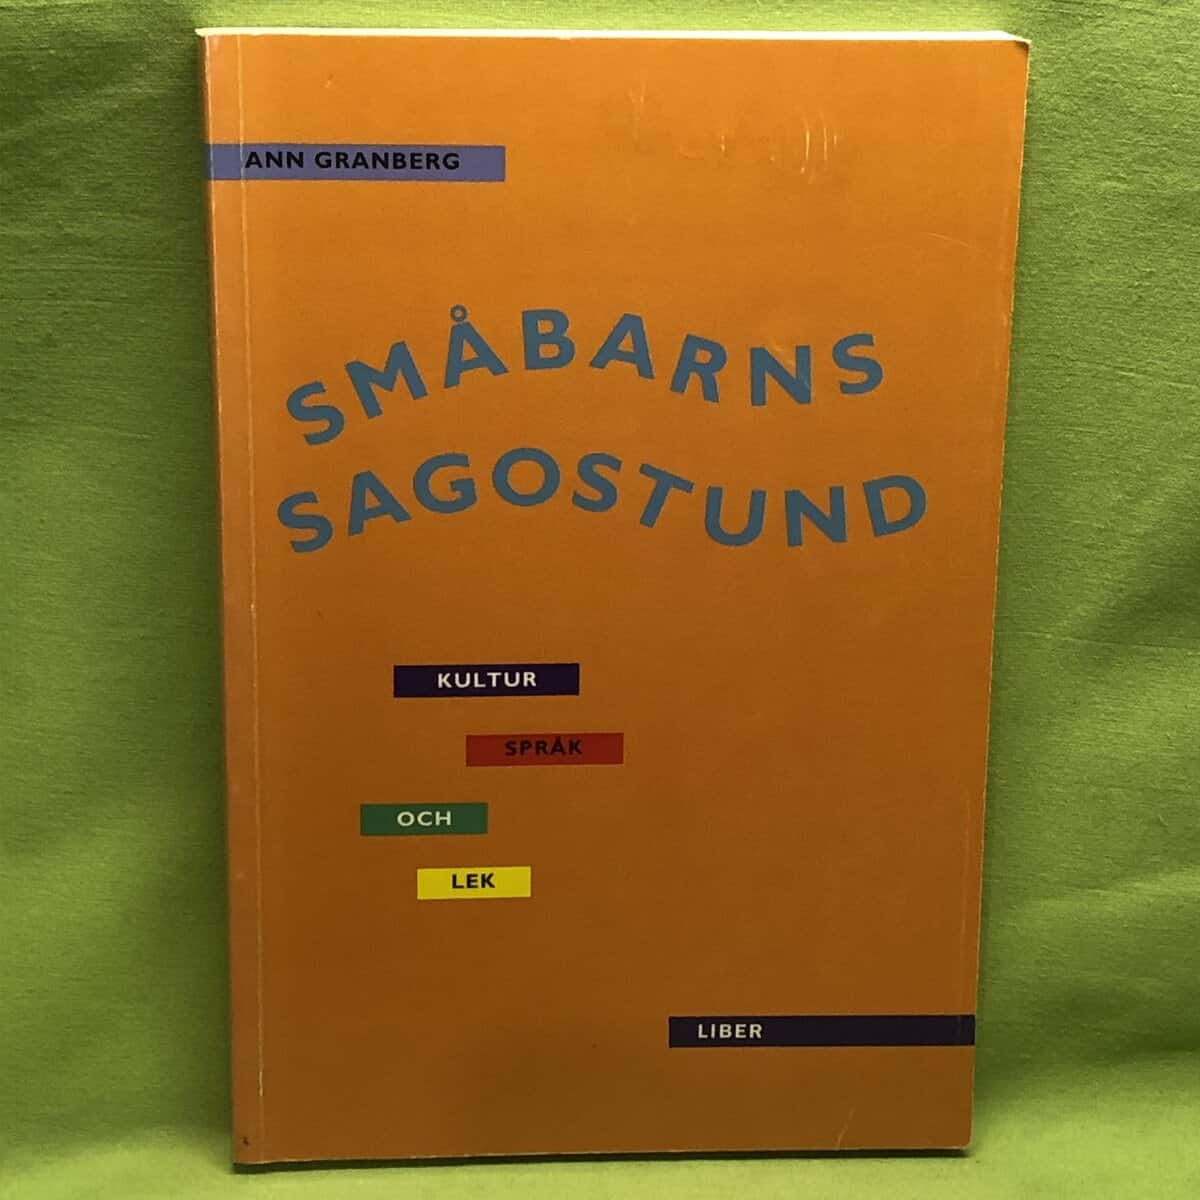 ANN GRANBERG
SMÅBARNS
SAGOSTUND
KULTUR
SPRÅK
OCH
LEK
LIBER